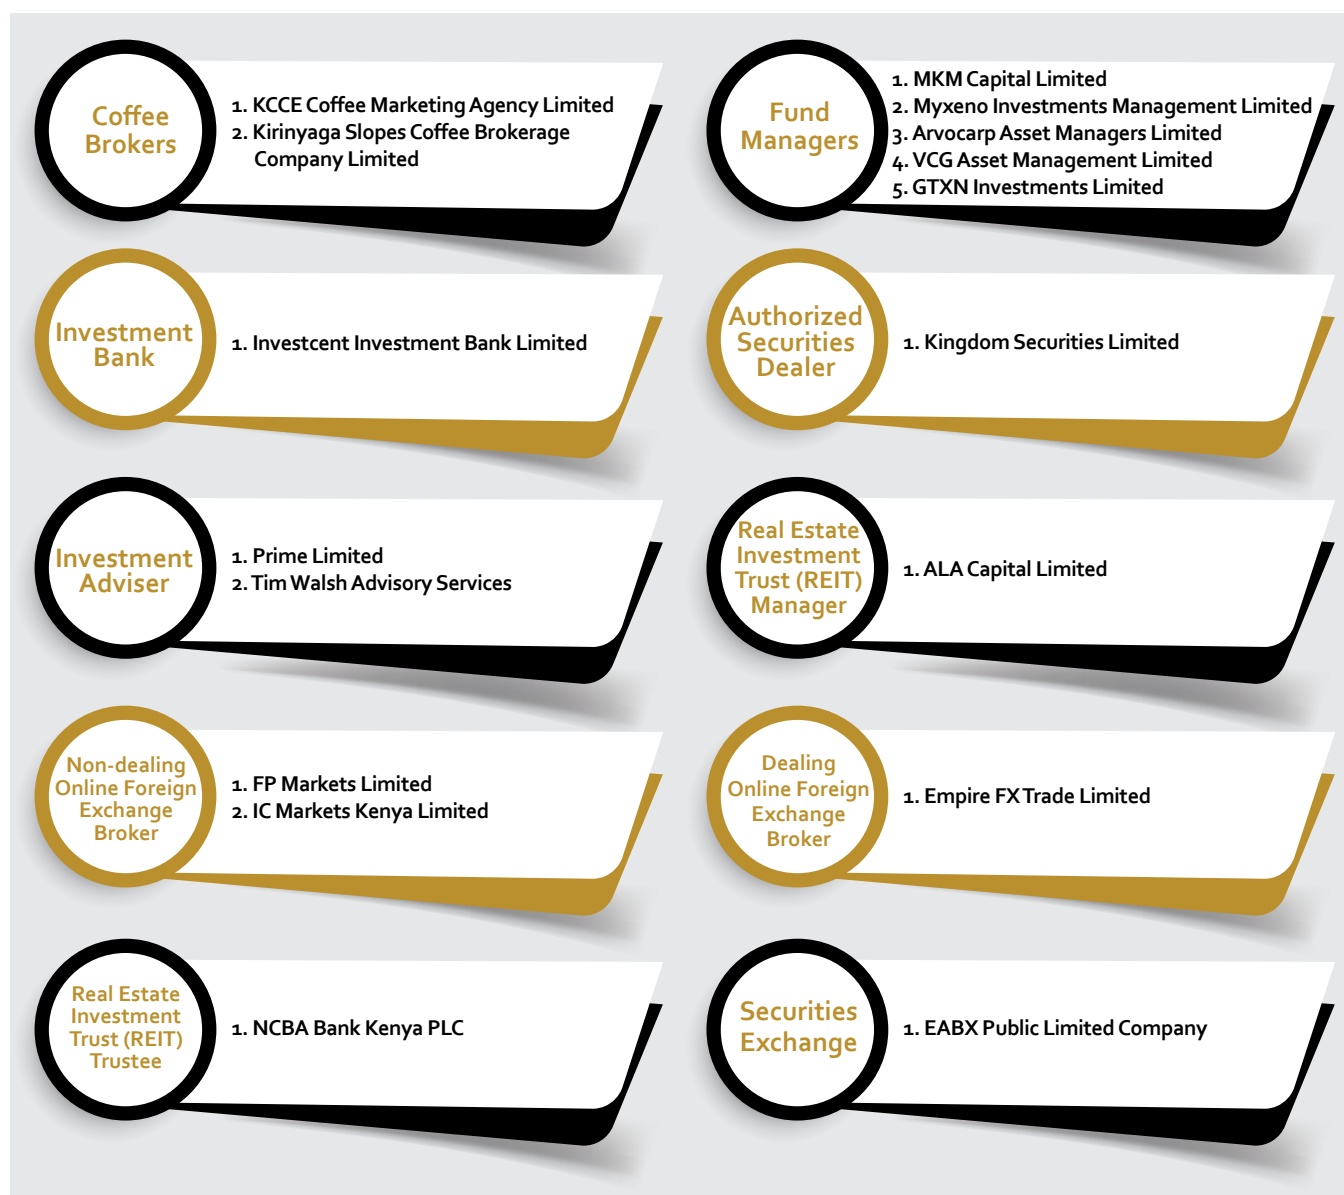 Coffee
Brokers
1. KCCE Coffee Marketing Agency Limited
2. Kirinyaga Slopes Coffee Brokerage
Company Limited
Fund
Managers
1. MKM Capital Limited
2. Myxeno Investments Management Limited
3. Arvocarp Asset Managers Limited
4. VCG Asset Management Limited
5. GTXN Investments Limited
Investment
Bank
1. Investcent Investment Bank Limited
Authorized
Securities
Dealer
1. Kingdom Securities Limited
Investment
Adviser
1. Prime Limited
2. Tim Walsh Advisory Services
Real Estate
Investment
Trust (REIT)
Manager
1. ALA Capital Limited
Non-dealing
Online Foreign
Exchange
Broker
1. FP Markets Limited
2. IC Markets Kenya Limited
Dealing
Online Foreign
Exchange
Broker
1. Empire FX Trade Limited
Real Estate
Investment
Trust (REIT)
Trustee
1. NCBA Bank Kenya PLC
Securities
Exchange
1. EABX Public Limited Company